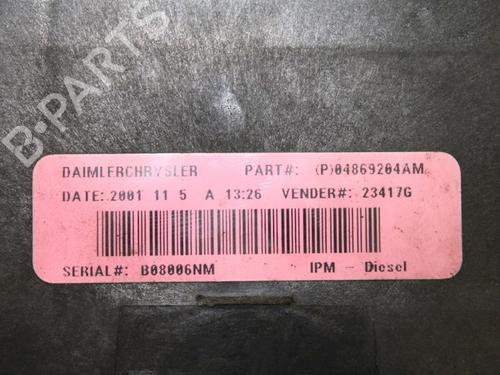 B-PARTS
DAIMLERCHRYSLER PART#: (P)04869204AM
DATE: 2001 11 5 A 13:26 VENDER#: 23417G
SERIAL#: B08006NM IPM - Diesel